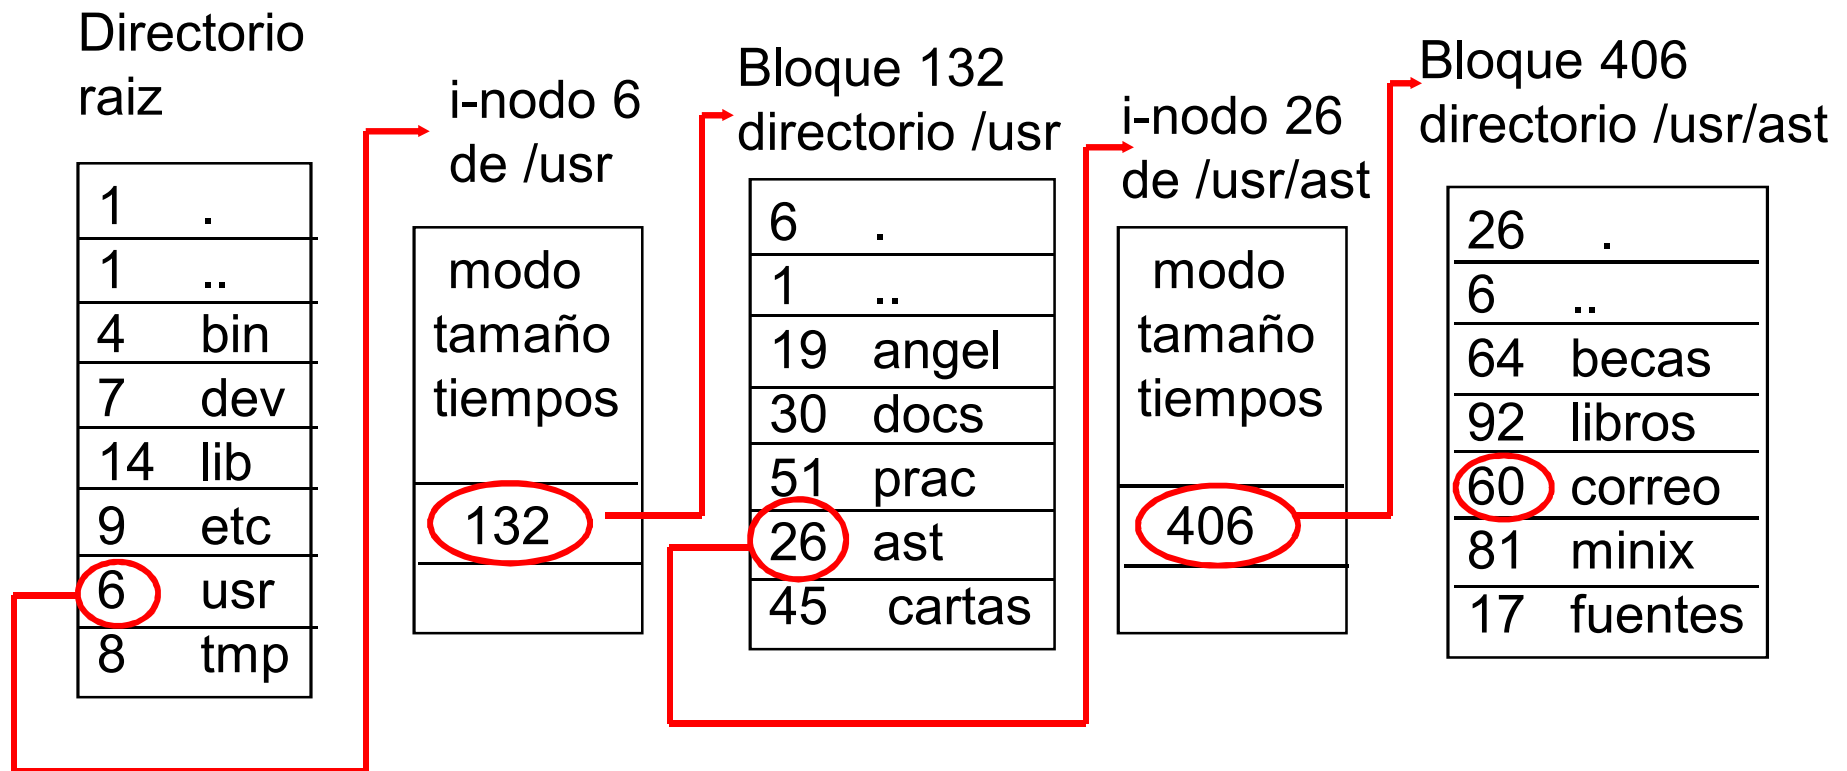 Directorio
raiz
1 .
1 ..
4 bin
7 dev
14 lib
9 etc
6 usr
8 tmp
i-nodo 6
de /usr
modo
tamaño
tiempos
132
Bloque 132
directorio /usr
6 .
1 ..
19 angel
30 docs
51 prac
26 ast
45 cartas
i-nodo 26
de /usr/ast
modo
tamaño
tiempos
406
Bloque 406
directorio /usr/ast
26 .
6 ..
64 becas
92 libros
60 correo
81 minix
17 fuentes